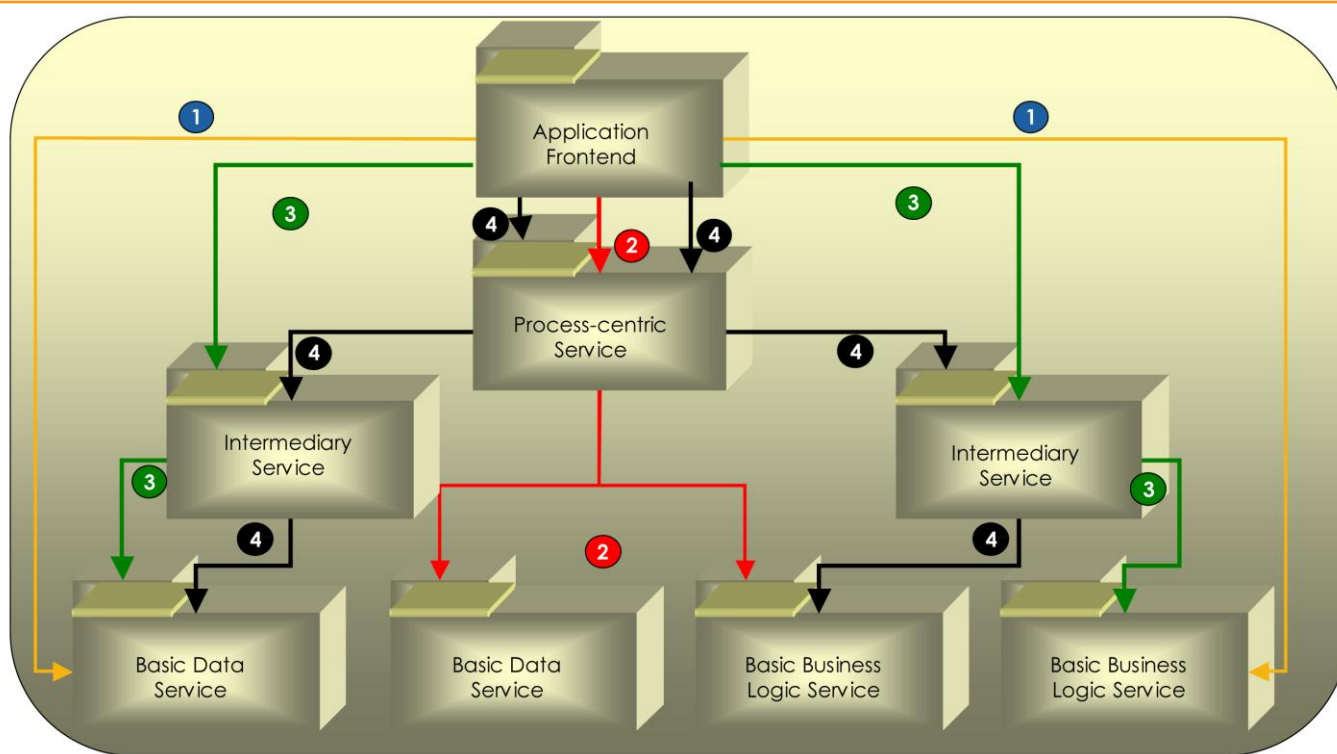 1
1
Application
Frontend
3
3
4
2
4
Process-centric
Service
4
4
Intermediary
Service
Intermediary
Service
3
3
4
4
2
Basic Data
Service
Basic Data
Service
Basic Business
Logic Service
Basic Business
Logic Service